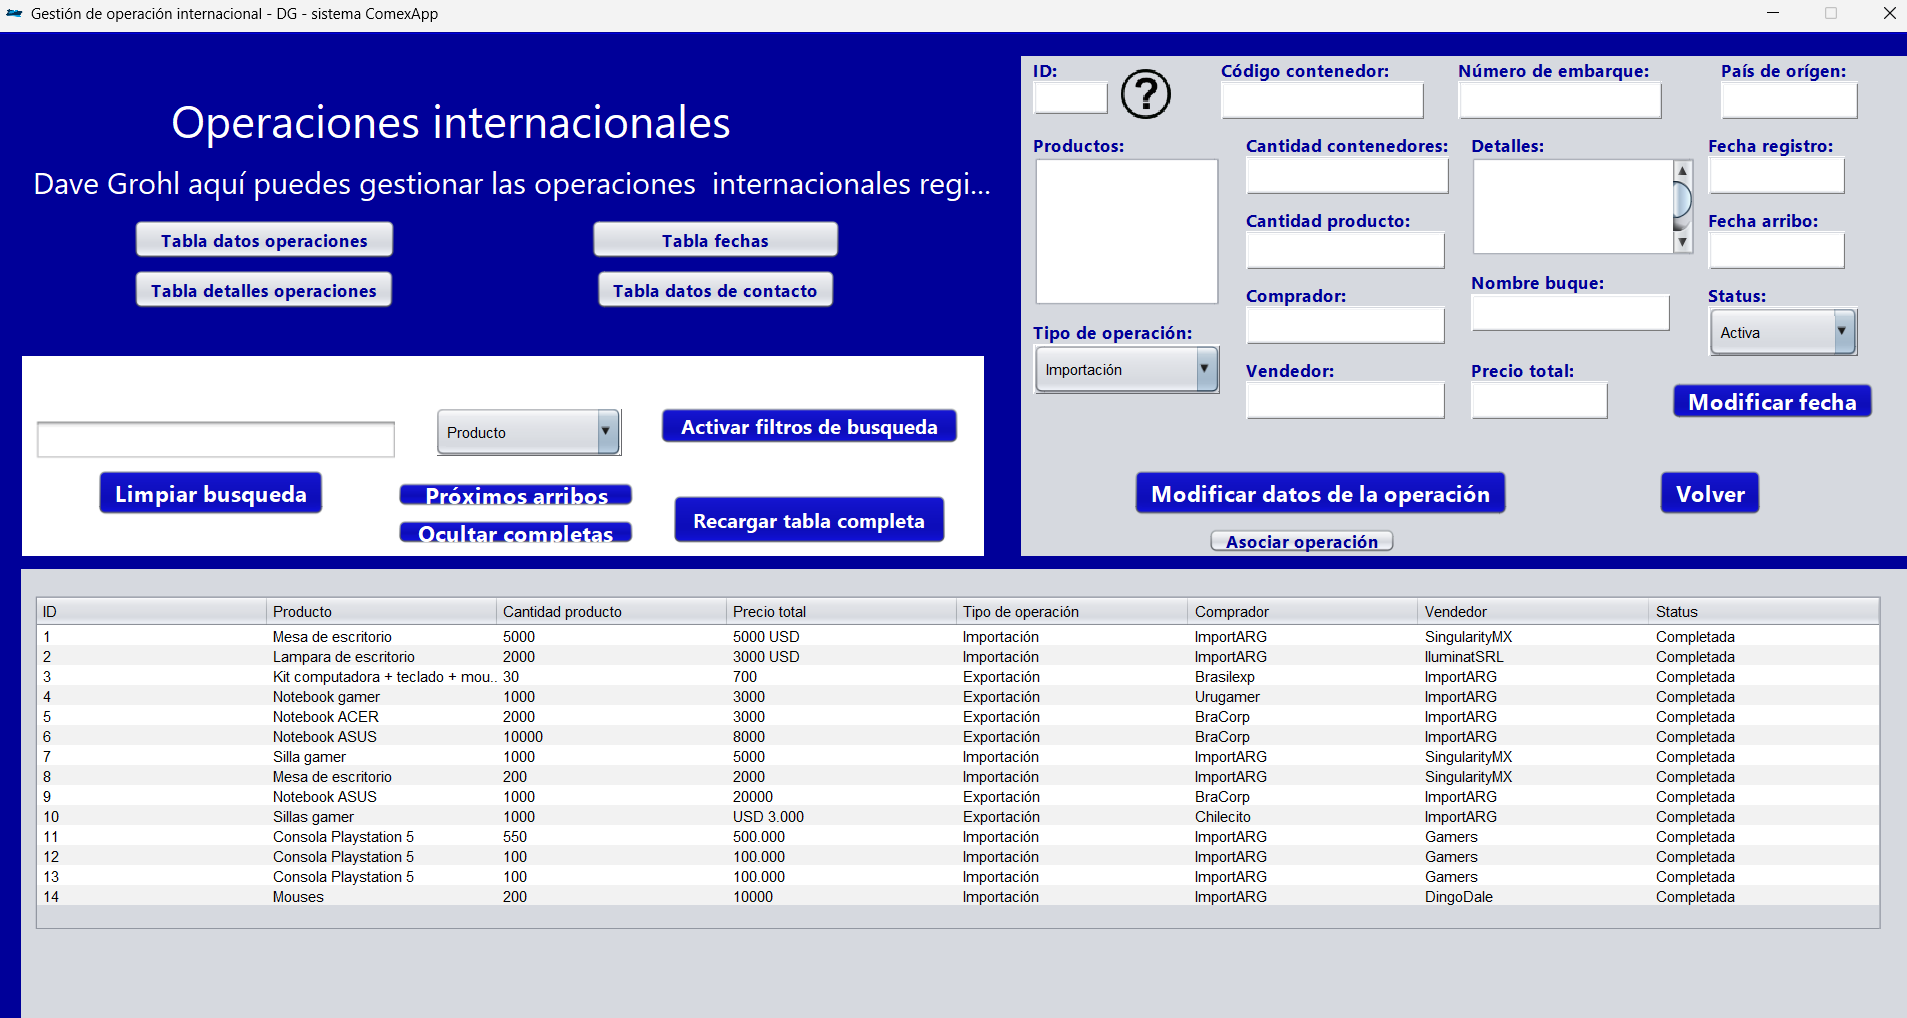 Gestión de operación internacional - DG - sistema ComexApp
Operaciones internacionales
Dave Grohl aquí puedes gestionar las operaciones  internacionales regi...
Tabla datos operaciones
Tabla fechas
Tabla detalles operaciones
Tabla datos de contacto
Producto
Activar filtros de busqueda
Limpiar busqueda
Próximos arribos
Ocultar completas
Recargar tabla completa
ID:
?
Código contenedor:
Número de embarque:
País de orígen:
Productos:
Cantidad contenedores:
Detalles:
Fecha registro:
Cantidad producto:
Fecha arribo:
Nombre buque:
Comprador:
Status:
Activa
Tipo de operación:
Importación
Vendedor:
Precio total:
Modificar fecha
Modificar datos de la operación
Volver
Asociar operación
ID Producto Cantidad producto Precio total Tipo de operación Comprador Vendedor Status
1 Mesa de escritorio 5000 5000 USD Importación ImportARG SingularityMX Completada
2 Lampara de escritorio 2000 3000 USD Importación ImportARG IluminatSRL Completada
3 Kit computadora + teclado + mou... 30 700 Exportación Brasilexp ImportARG Completada
4 Notebook gamer 1000 3000 Exportación Urugamer ImportARG Completada
5 Notebook ACER 2000 3000 Exportación BraCorp ImportARG Completada
6 Notebook ASUS 10000 8000 Exportación BraCorp ImportARG Completada
7 Silla gamer 1000 5000 Importación ImportARG SingularityMX Completada
8 Mesa de escritorio 200 2000 Importación ImportARG SingularityMX Completada
9 Notebook ASUS 1000 20000 Exportación BraCorp ImportARG Completada
10 Sillas gamer 1000 USD 3.000 Exportación Chilecito ImportARG Completada
11 Consola Playstation 5 550 500.000 Importación ImportARG Gamers Completada
12 Consola Playstation 5 100 100.000 Importación ImportARG Gamers Completada
13 Consola Playstation 5 100 100.000 Importación ImportARG Gamers Completada
14 Mouses 200 10000 Importación ImportARG DingoDale Completada